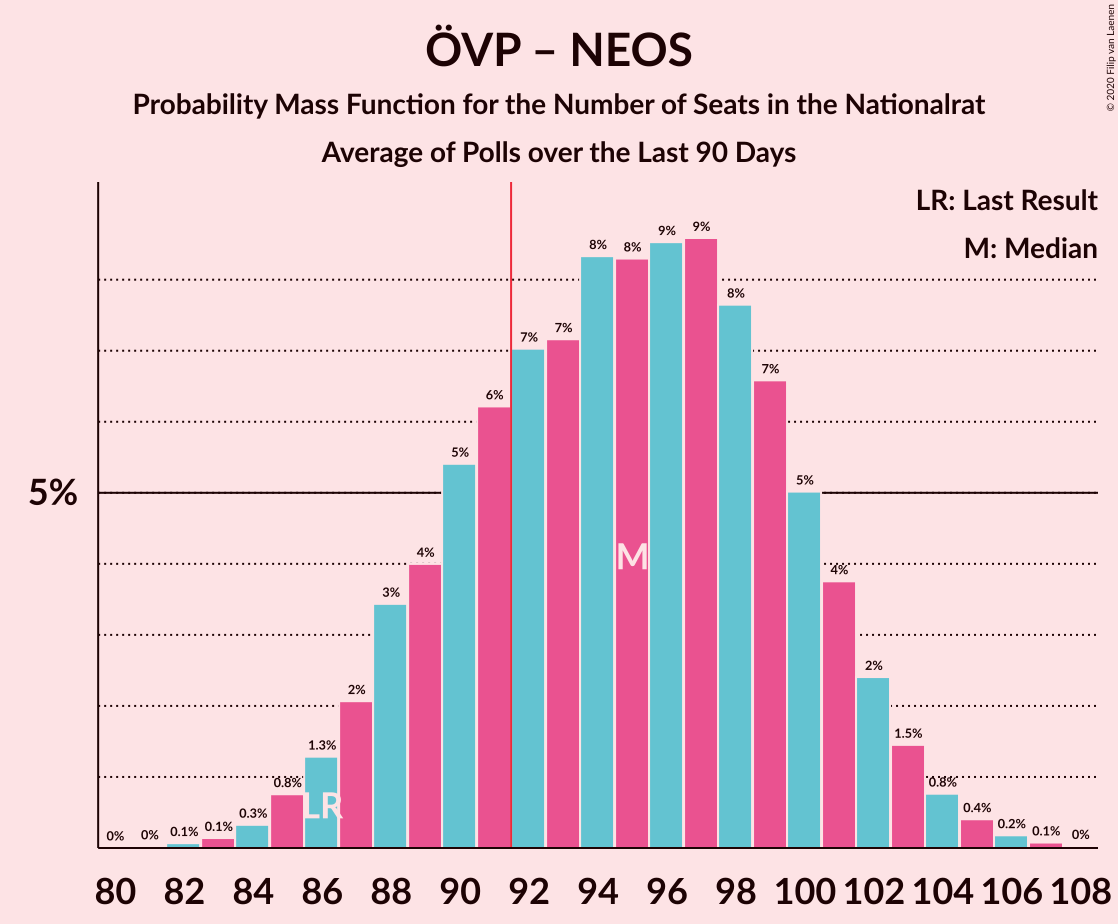 ÖVP – NEOS
Probability Mass Function for the Number of Seats in the Nationalrat
Average of Polls over the Last 90 Days
© 2020 Filip van Laenen
LR: Last Result
M: Median
5%
0% 0% 0.1% 0.1% 0.3% 0.8% 1.3% 2% 3% 4% 5% 6% 7% 7% 8% 8% 9% 9% 8% 7% 5% 4% 2% 1.5% 0.8% 0.4% 0.2% 0.1% 0%
M
LR
80 82 84 86 88 90 92 94 96 98 100 102 104 106 108